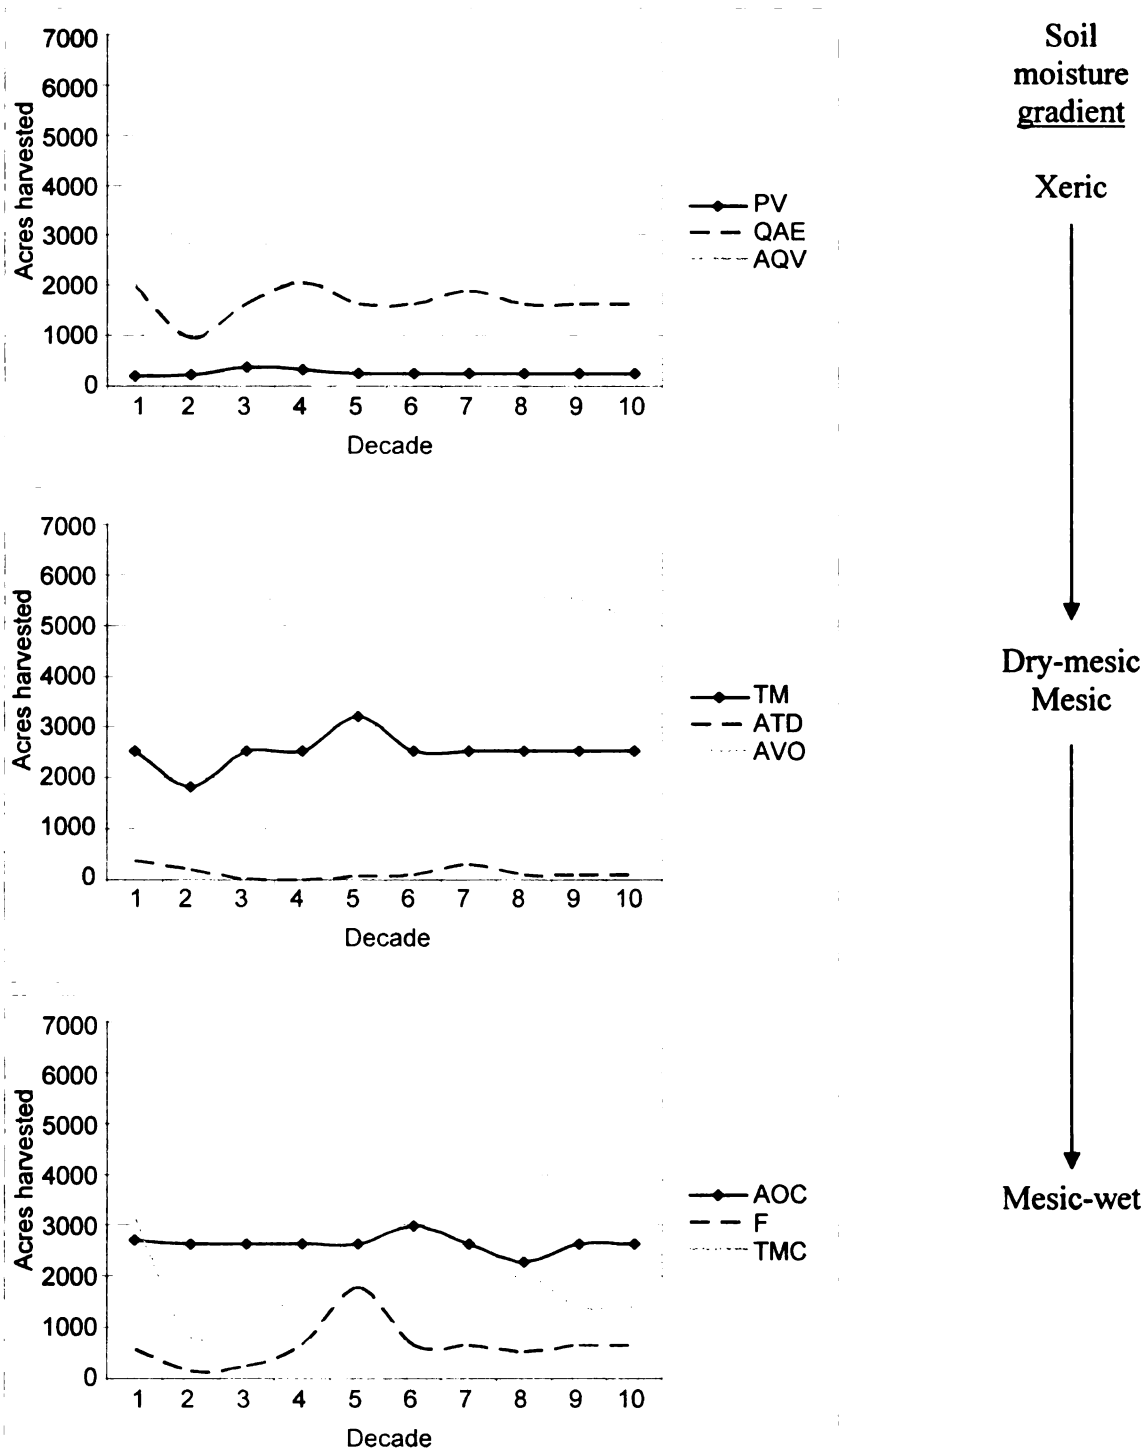 Soil
moisture
gradient
Xeric
7000
6000
5000
4000
3000
2000
1000
0
Acres harvested
1 2 3 4 5 6 7 8 9 10
Decade
PV
QAE
AQV
7000
6000
5000
4000
3000
2000
1000
0
Acres harvested
1 2 3 4 5 6 7 8 9 10
Decade
TM
ATD
AVO
Dry-mesic
Mesic
7000
6000
5000
4000
3000
2000
1000
0
Acres harvested
1 2 3 4 5 6 7 8 9 10
Decade
AOC
F
TMC
Mesic-wet